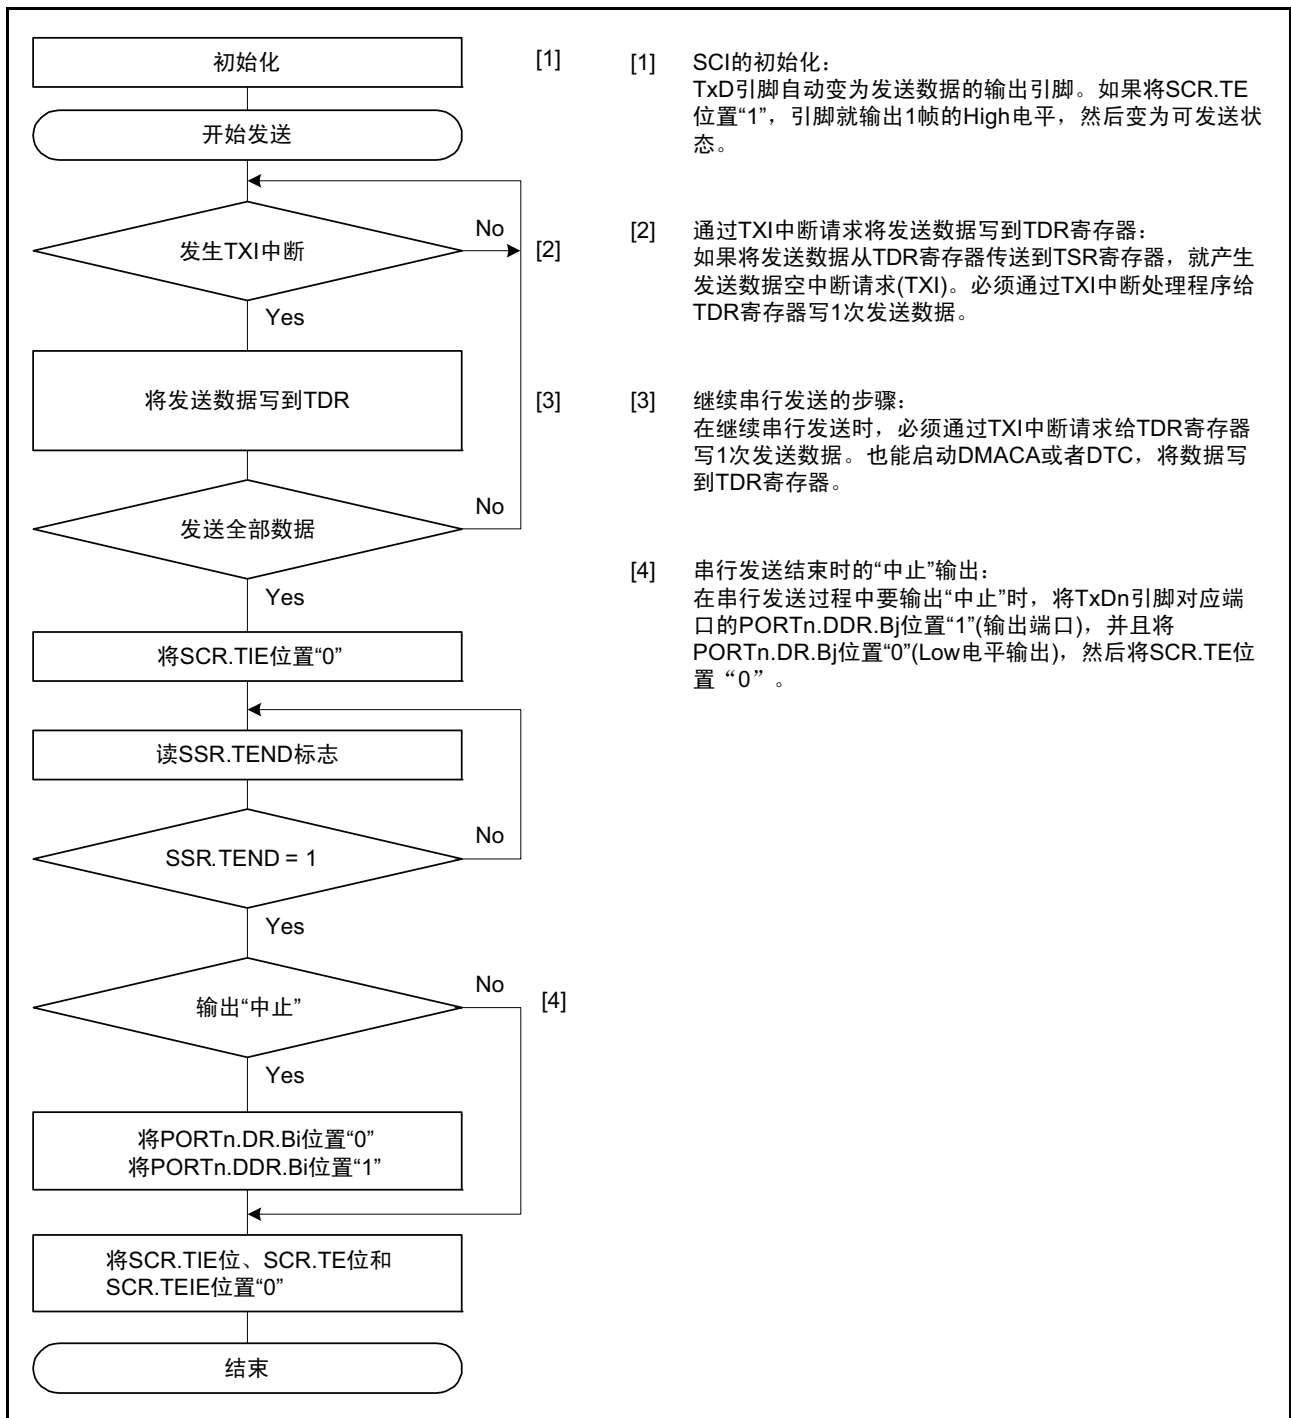 初始化
[1]
开始发送
发生TXI中断
No
[2]
Yes
将发送数据写到TDR
[3]
发送全部数据
No
Yes
将SCR.TIE位置“0”
读SSR.TEND标志
SSR.TEND = 1
No
Yes
输出“中止”
No
[4]
Yes
将PORTn.DR.Bi位置“0”
将PORTn.DDR.Bi位置“1”
将SCR.TIE位、SCR.TE位和
SCR.TEIE位置“0”
结束
[1] SCI的初始化：
TxD引脚自动变为发送数据的输出引脚。如果将SCR.TE
位置“1”，引脚就输出1帧的High电平，然后变为可发送状
态。
[2] 通过TXI中断请求将发送数据写到TDR寄存器：
如果将发送数据从TDR寄存器传送到TSR寄存器，就产生
发送数据空中断请求(TXI)。必须通过TXI中断处理程序给
TDR寄存器写1次发送数据。
[3] 继续串行发送的步骤：
在继续串行发送时，必须通过TXI中断请求给TDR寄存器
写1次发送数据。也能启动DMACA或者DTC，将数据写
到TDR寄存器。
[4] 串行发送结束时的“中止”输出：
在串行发送过程中要输出“中止”时，将TxDn引脚对应端
口的PORTn.DDR.Bj位置“1”(输出端口)，并且将
PORTn.DR.Bj位置“0”(Low电平输出)，然后将SCR.TE位
置“0”。